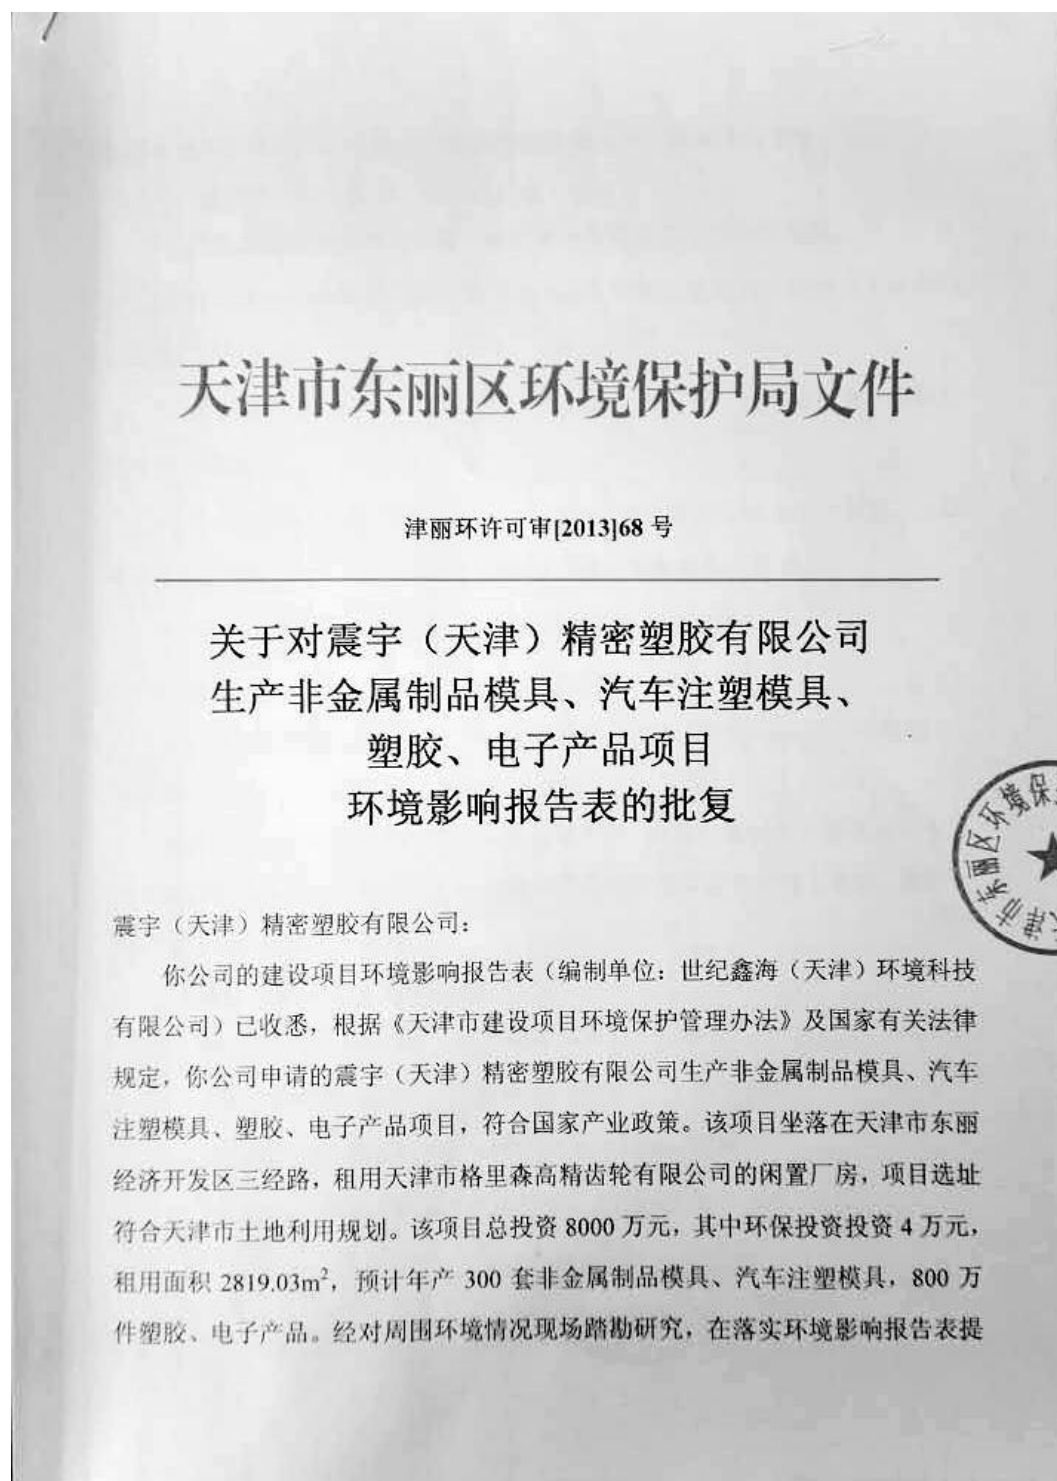 天津市东丽区环境保护局文件
津丽环许可审[2013]68 号
关于对震宇（天津）精密塑胶有限公司
生产非金属制品模具、汽车注塑模具、
塑胶、电子产品项目
环境影响报告表的批复
天津市东丽区环境保
震宇（天津）精密塑胶有限公司：
你公司的建设项目环境影响报告表（编制单位：世纪鑫海（天津）环境科技
有限公司）已收悉，根据《天津市建设项目环境保护管理办法》及国家有关法律
规定，你公司申请的震宇（天津）精密塑胶有限公司生产非金属制品模具、汽车
注塑模具、塑胶、电子产品项目，符合国家产业政策。该项目坐落在天津市东丽
经济开发区三经路，租用天津市格里森高精齿轮有限公司的闲置厂房，项目选址
符合天津市土地利用规划。该项目总投资 8000 万元，其中环保投资投资 4 万元，
租用面积 2819.03m²，预计年产 300 套非金属制品模具、汽车注塑模具，800 万
件塑胶、电子产品。经对周围环境情况现场踏勘研究，在落实环境影响报告表提